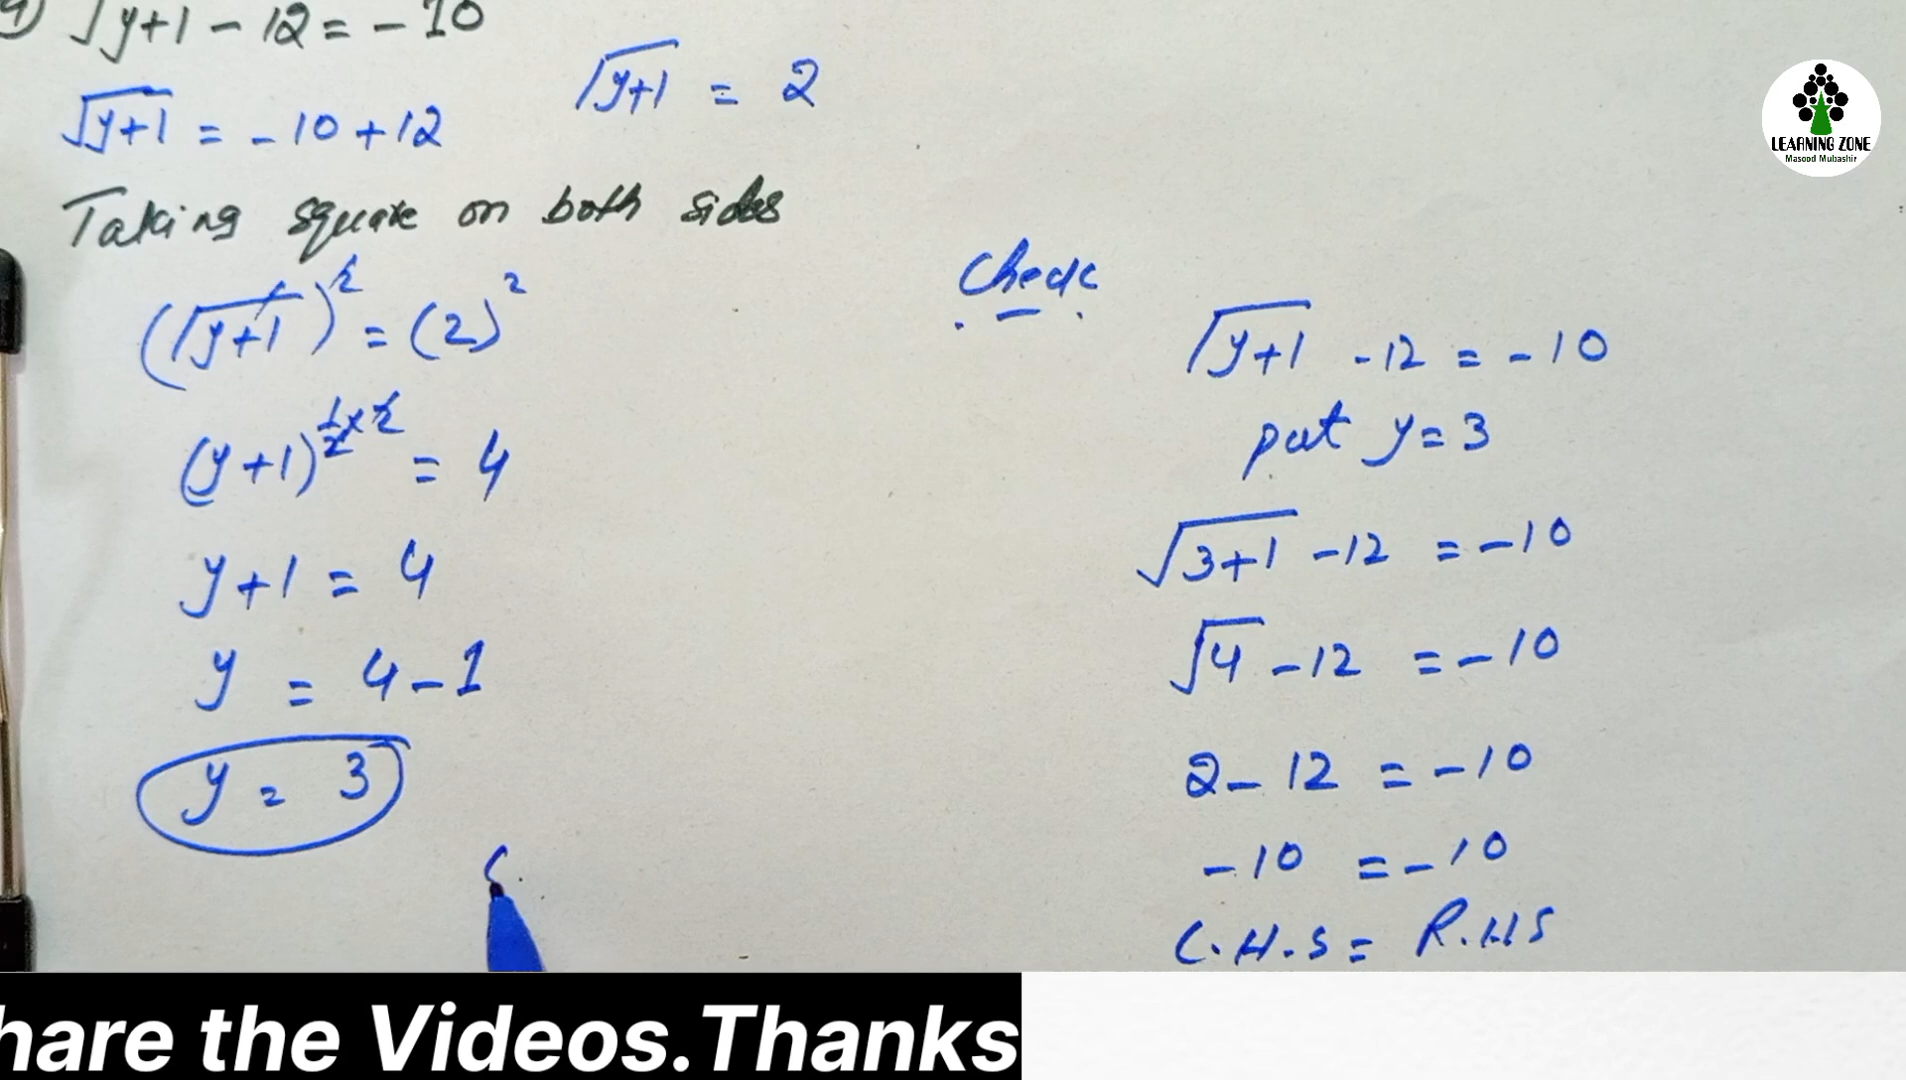 √y+1 - 12 = - 10
√y+1 = - 10 + 12
√y+1 = 2
Taking square on both sides
(√y+1)² = (2)²
(y+1)^½×² = 4
y+1 = 4
y = 4 - 1
y = 3
Check
√y+1 - 12 = - 10
put y = 3
√3+1 - 12 = - 10
√4 - 12 = - 10
2 - 12 = - 10
- 10 = - 10
L.H.S = R.H.S
LEARNING ZONE
Masood Mubashir
hare the Videos.Thanks